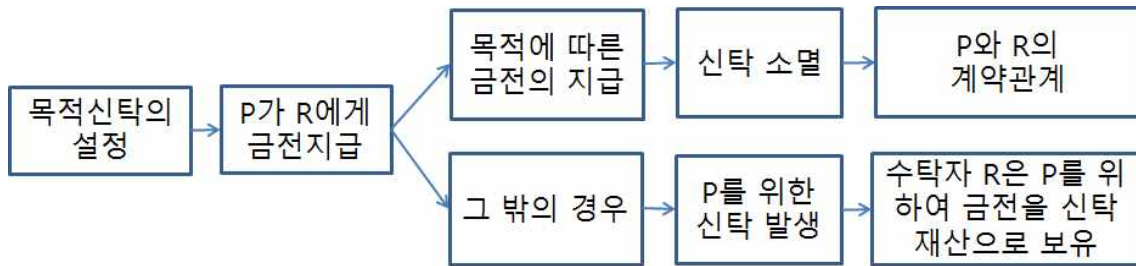 목적신탁의
설정
P가 R에게
금전지급
목적에 따른
금전의 지급
신탁 소멸
P와 R의
계약관계
그 밖의 경우
P를 위한
신탁 발생
수탁자 R은 P를 위
하여 금전을 신탁
재산으로 보유